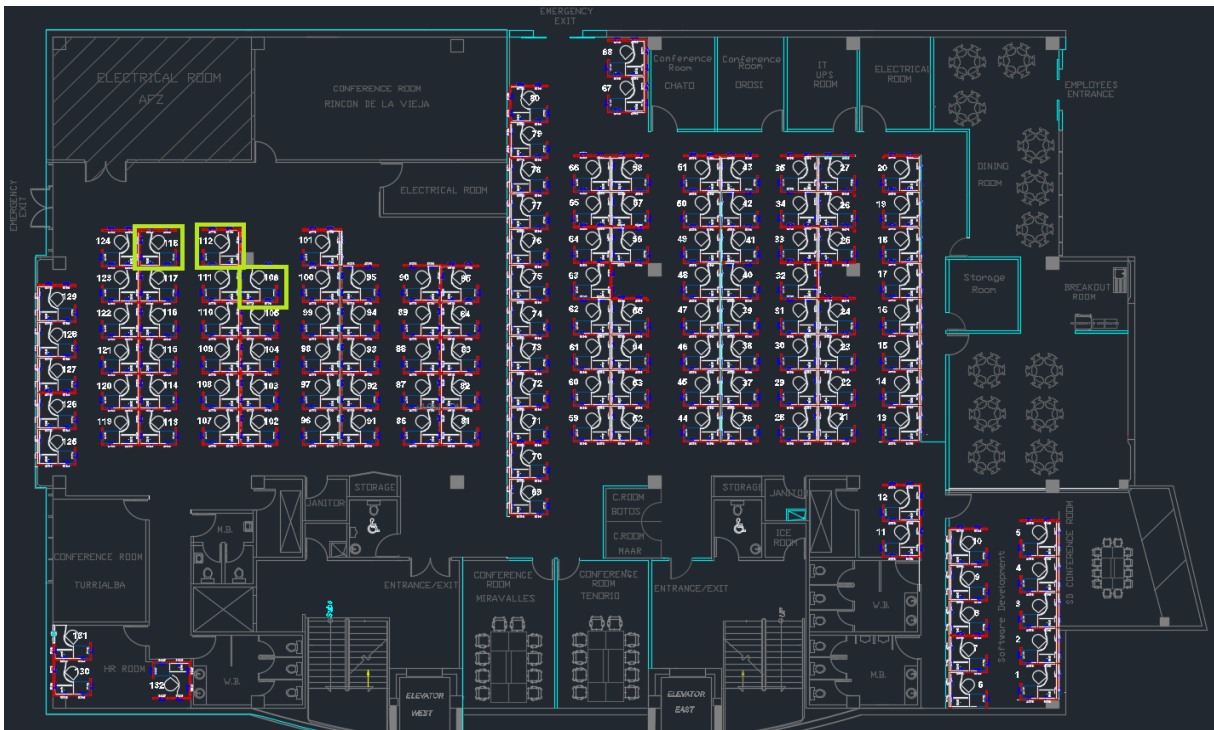 EMERGENCY
EXIT
ELECTRICAL ROOM
AFZ
CONFERENCE ROOM
RINCON DE LA VIEJA
68
67
Conference
Room
CHATO
Conference
Room
OROSI
IT
UPS
ROOM
ELECTRICAL
ROOM
EMPLOYEES
ENTRANCE
EMERGENCY
EXIT
ELECTRICAL ROOM
DINING
ROOM
80
79
78
77
76
75
74
73
72
71
70
69
66
65
64
63
62
61
60
59
58
57
56
54
53
52
51
50
49
48
47
46
45
44
43
42
41
40
39
38
37
36
34
33
32
31
30
29
28
27
26
24
23
22
21
20
19
18
17
16
15
14
13
124
123
122
121
120
119
118
117
116
115
114
113
112
111
110
109
108
107
106
105
104
103
102
101
100
99
98
97
96
95
94
93
92
91
90
89
88
87
84
83
82
81
129
128
127
126
125
Storage
Room
BREAKOUT
ROOM
STORAGE
JANITOR
M.B.
CONFERENCE ROOM
TURRIALBA
ENTRANCE/EXIT
C.ROOM
BOTOS
C.ROOM
MAAR
STORAGE
JANITOR
ICE
ROOM
12
11
CONFERENCE
ROOM
MIRAVALLES
CONFERENCE
ROOM
TENORIO
ENTRANCE/EXIT
10
9
8
7
6
Software Development
5
4
3
2
1
SD CONFERENCE ROOM
W.B.
M.B.
UP
131
130
132
HR ROOM
W.B.
ELEVATOR
WEST
ELEVATOR
EAST